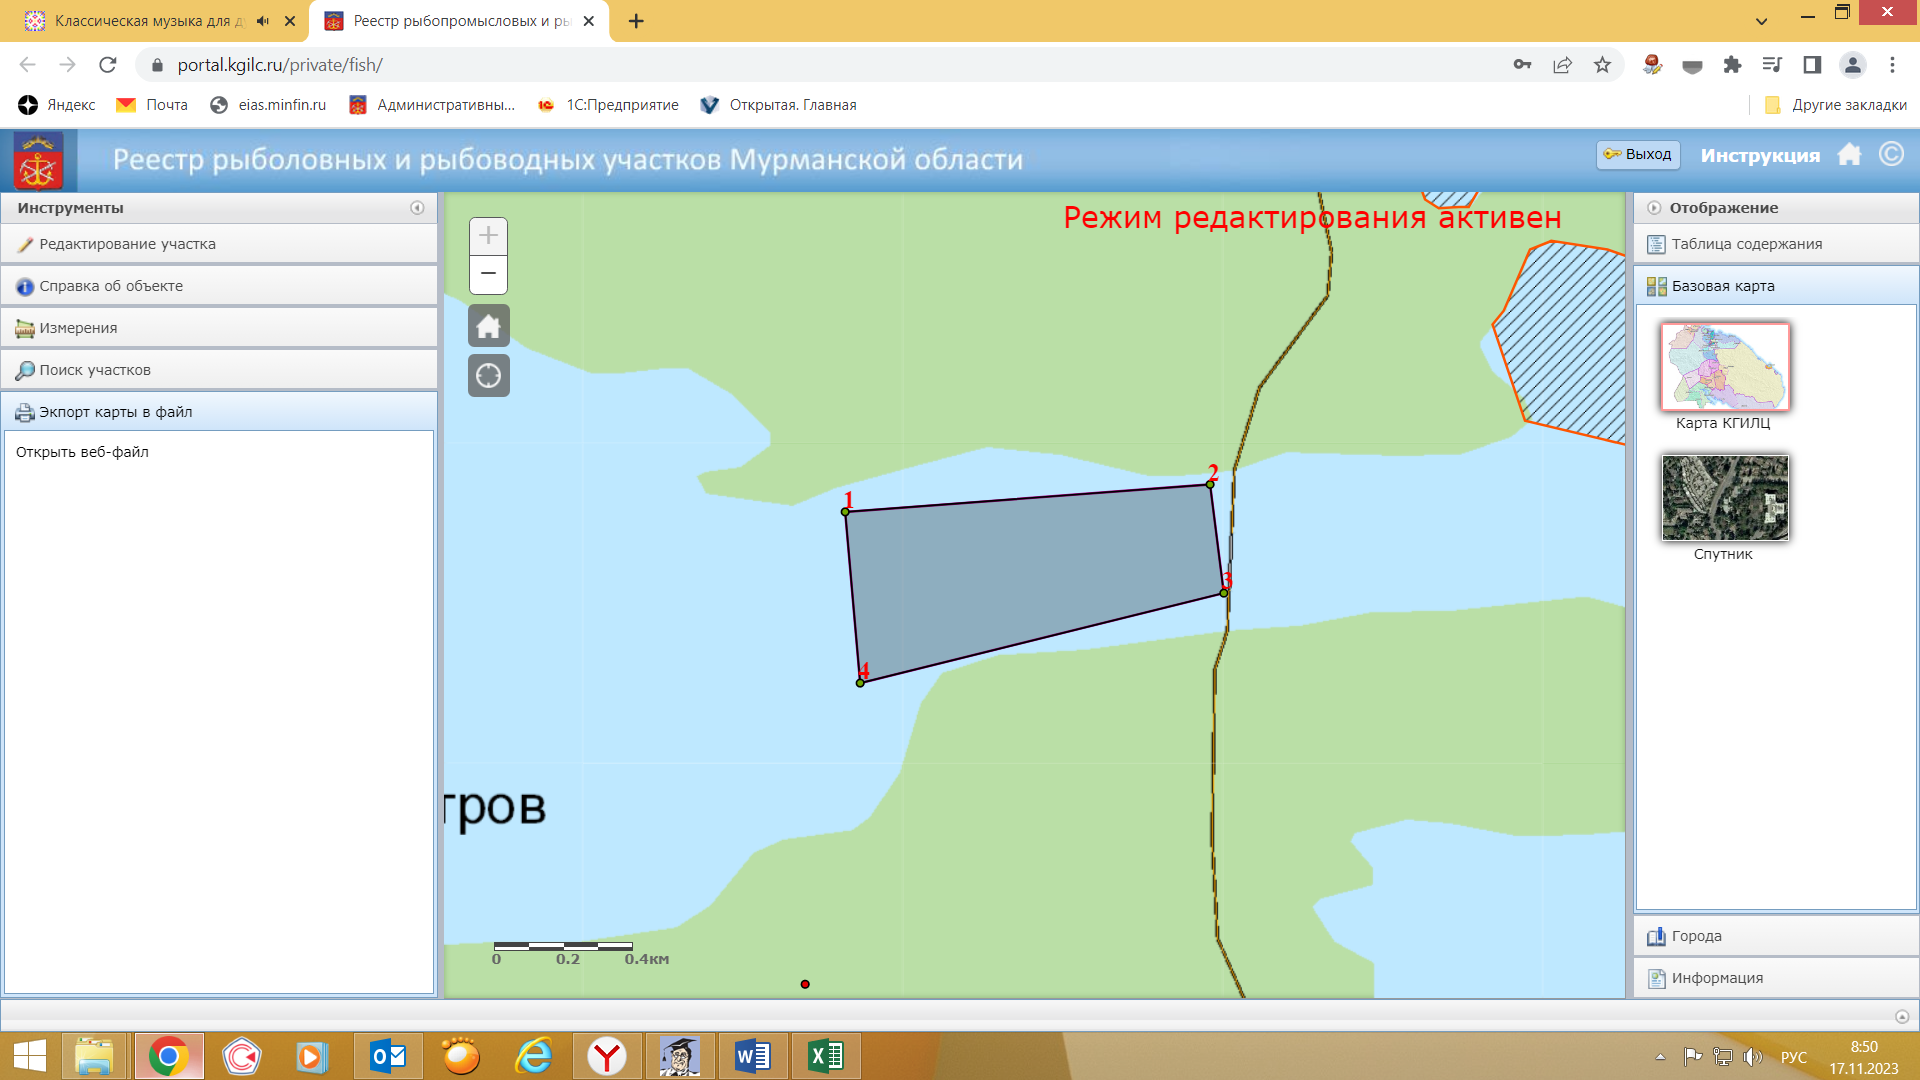 Классическая музыка для д
Реестр рыбопромысловых и ры
portal.kgilc.ru/private/fish/
Яндекс
Почта
eias.minfin.ru
Административны...
1С:Предприятие
Открытая. Главная
Другие закладки
Реестр рыболовных и рыбоводных участков Мурманской области
Выход
Инструкция
Инструменты
Редактирование участка
Справка об объекте
Измерения
Поиск участков
Экспорт карты в файл
Открыть веб-файл
Режим редактирования активен
1
2
3
4
тров
0 0.2 0.4км
Отображение
Таблица содержания
Базовая карта
Карта КГИЛЦ
Спутник
Города
Информация
РУС
8:50
17.11.2023